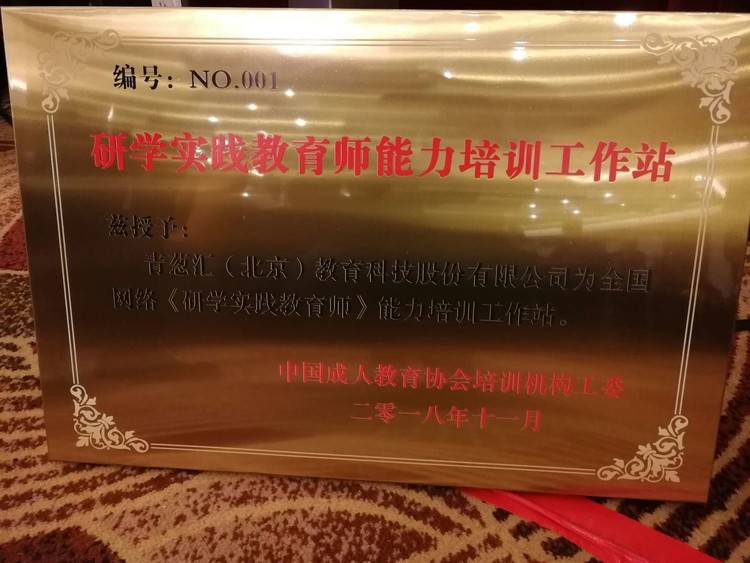 编号：NO.001
研学实践教育师能力培训工作站
兹授予：
青葱汇（北京）教育科技股份有限公司为全国
网络《研学实践教育师》能力培训工作站。
中国成人教育协会培训机构工委
二零一八年十一月